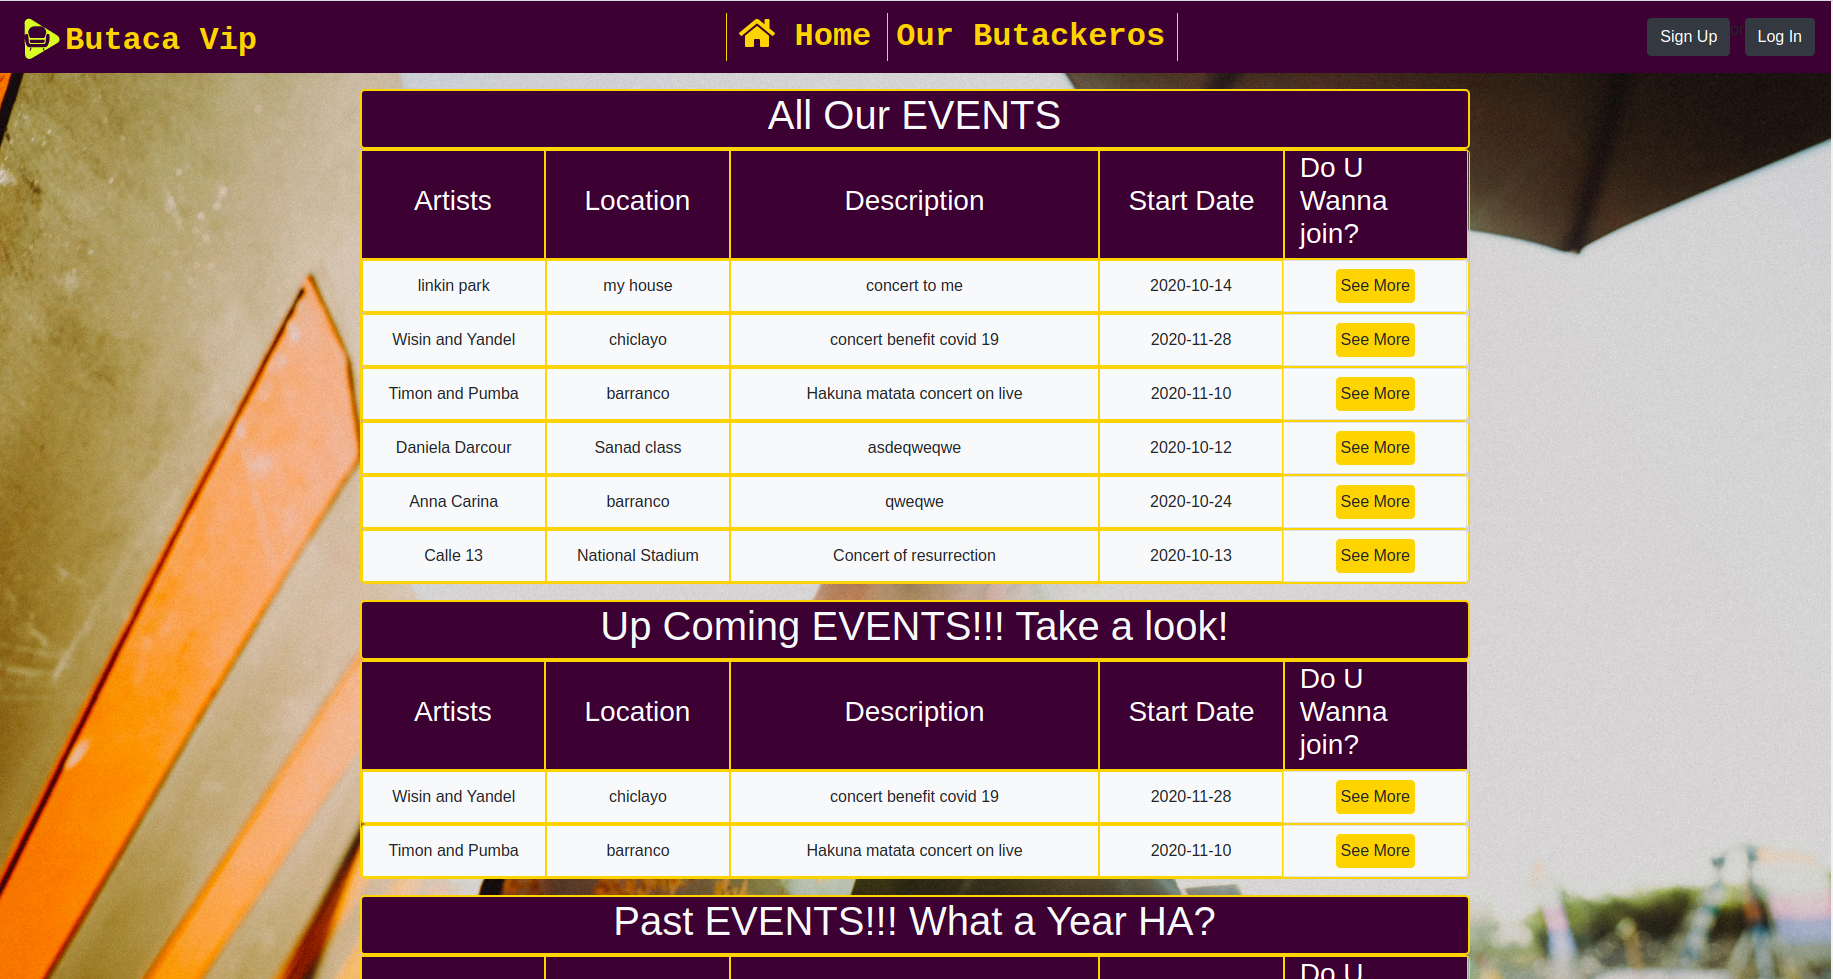 Butaca Vip
Home
Our Butackeros
Sign Up
Log In
All Our EVENTS
Artists Location Description Start Date Do U Wanna join?
linkin park my house concert to me 2020-10-14 See More
Wisin and Yandel chiclayo concert benefit covid 19 2020-11-28 See More
Timon and Pumba barranco Hakuna matata concert on live 2020-11-10 See More
Daniela Darcour Sanad class asdeqweqwe 2020-10-12 See More
Anna Carina barranco qweqwe 2020-10-24 See More
Calle 13 National Stadium Concert of resurrection 2020-10-13 See More
Up Coming EVENTS!!! Take a look!
Artists Location Description Start Date Do U Wanna join?
Wisin and Yandel chiclayo concert benefit covid 19 2020-11-28 See More
Timon and Pumba barranco Hakuna matata concert on live 2020-11-10 See More
Past EVENTS!!! What a Year HA?
Do U